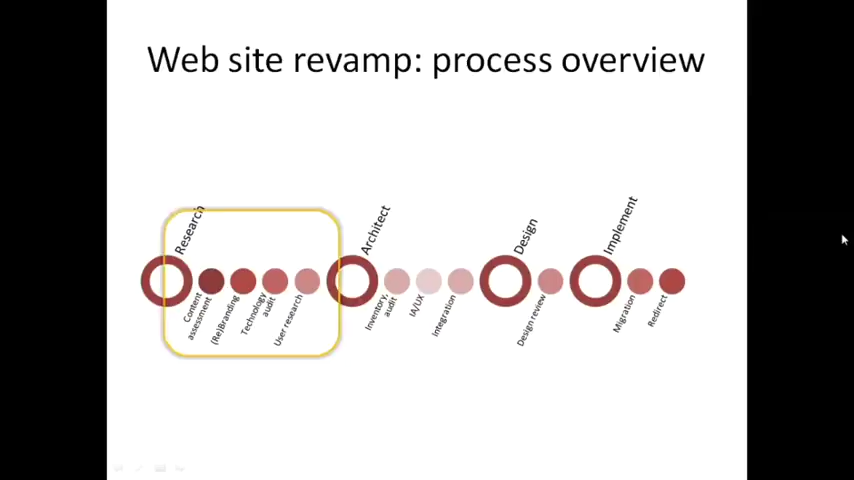 Web site revamp: process overview
Research
Content
assessment
(Re)Branding
Technology
audit
User research
Architect
Inventory,
audit
IA/UX
Integration
Design
Design review
Implement
Migration
Redirect